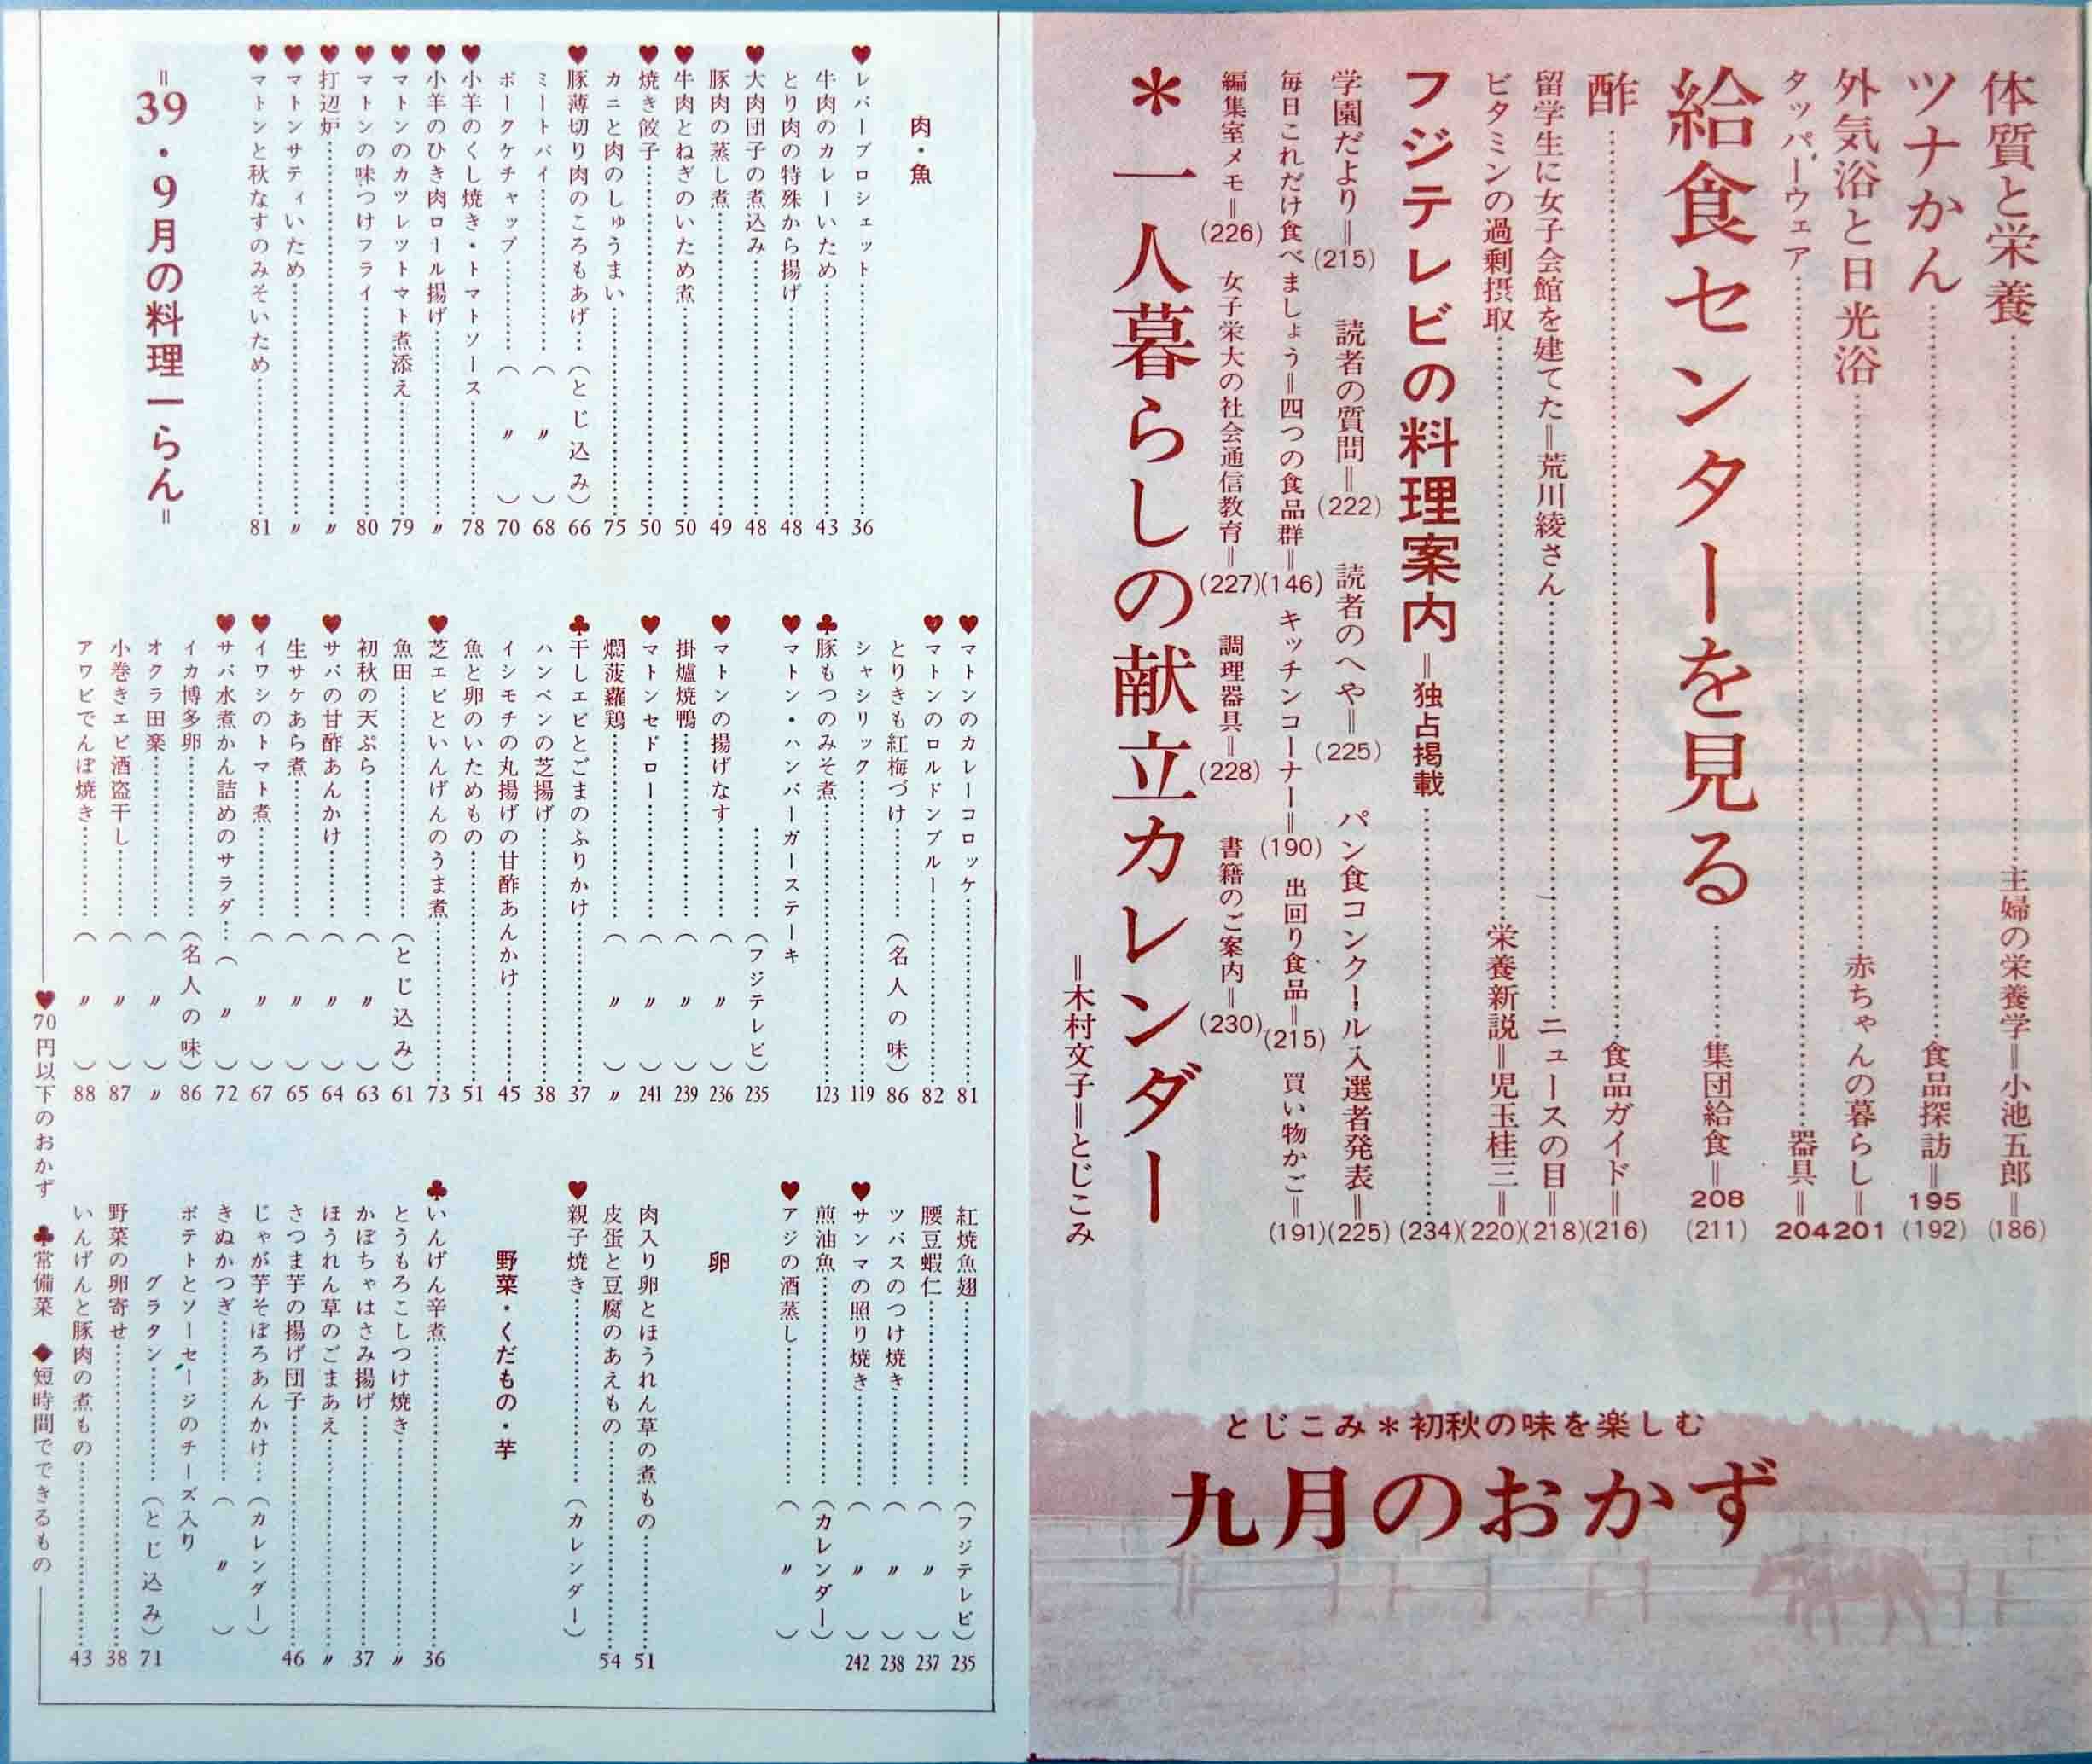 体質と栄養……主婦の栄養学＝小池五郎＝(186)
ツナかん……食品探訪＝195(192)
外気浴と日光浴……赤ちゃんの暮らし＝201
タッパーウェア……器具＝204
給食センターを見る……集団給食＝208(211)
酢……食品ガイド＝(216)
留学生に女子会館を建てた＝荒川綾さん……ニュースの目＝(218)
ビタミンの過剰摂取……栄養新説＝児玉桂三＝(220)
フジテレビの料理案内＝独占掲載……(234)
学園だより＝(215) 読者の質問＝(222) 読者のへや＝(225) パン食コンクール入選者発表＝(225)
毎日これだけ食べましょう＝四つの食品群＝(146) キッチンコーナー＝(190) 出回り食品＝(215) 買い物かご＝(191)
編集室メモ＝(226) 女子栄大の社会通信教育＝(227) 調理器具＝(228) 書籍のご案内＝(230)
＊一人暮らしの献立カレンダー
＝木村文子＝とじこみ
とじこみ＊初秋の味を楽しむ
九月のおかず
肉・魚
♥レバーブロシェット……36
牛肉のカレーいため……43
とり肉の特殊から揚げ……48
♥大肉団子の煮込み……48
豚肉の蒸し煮……49
♥牛肉とねぎのいため煮……50
♥焼き餃子……50
カニと肉のしゅうまい……75
♥豚薄切り肉のころもあげ…(とじ込み)66
ミートパイ……(〃)68
ポークケチャップ……(〃)70
♥小羊のくし焼き・トマトソース……78
♥小羊のひき肉ロール揚げ……〃
♥マトンのカツレツトマト煮添え……79
♥マトンの味つけフライ……80
♥打辺炉……〃
♥マトンサティいため……〃
♥マトンと秋なすのみそいため……81
＝39・9月の料理一らん＝
♥マトンのカレーコロッケ……81
♥マトンのロルドンブルー……82
とりきも紅梅づけ……(名人の味)86
シャシリック……119
♣豚もつのみそ煮……123
♥マトン・ハンバーガーステーキ
……(フジテレビ)235
♥マトンの揚げなす……(〃)236
掛爐焼鴨……(〃)239
♥マトンセドロー……(〃)241
燜菠蘿鶏……(〃)〃
♣干しエビとごまのふりかけ……37
ハンペンの芝揚げ……38
イシモチの丸揚げの甘酢あんかけ……45
魚と卵のいためもの……51
♥芝エビといんげんのうま煮……73
魚田……(とじ込み)61
初秋の天ぷら……(〃)63
♥サバの甘酢あんかけ……(〃)64
生サケあら煮……(〃)65
♥イワシのトマト煮……(〃)67
♥サバ水煮かん詰めのサラダ…(〃)72
イカ博多卵……(名人の味)86
オクラ田楽……(〃)〃
小巻きエビ酒盗干し……(〃)87
アワビでんぽ焼き……(〃)88
紅焼魚翅……(フジテレビ)235
腰豆蝦仁……(〃)237
ツバスのつけ焼き……(〃)238
♥サンマの照り焼き……(〃)242
煎油魚……(カレンダー)
♥アジの酒蒸し……(〃)
卵
肉入り卵とほうれん草の煮もの……51
皮蛋と豆腐のあえもの……54
♥親子焼き……(カレンダー)
野菜・くだもの・芋
♣いんげん辛煮……36
とうもろこしつけ焼き……〃
かぼちゃはさみ揚げ……37
ほうれん草のごまあえ……〃
さつま芋の揚げ団子……46
じゃが芋そぼろあんかけ…(カレンダー)
きぬかつぎ……(〃)
ポテトとソーセージのチーズ入り
グラタン……(とじ込み)71
野菜の卵寄せ……38
いんげんと豚肉の煮もの……43
♥70円以下のおかず ♣常備菜 ◆短時間でできるもの